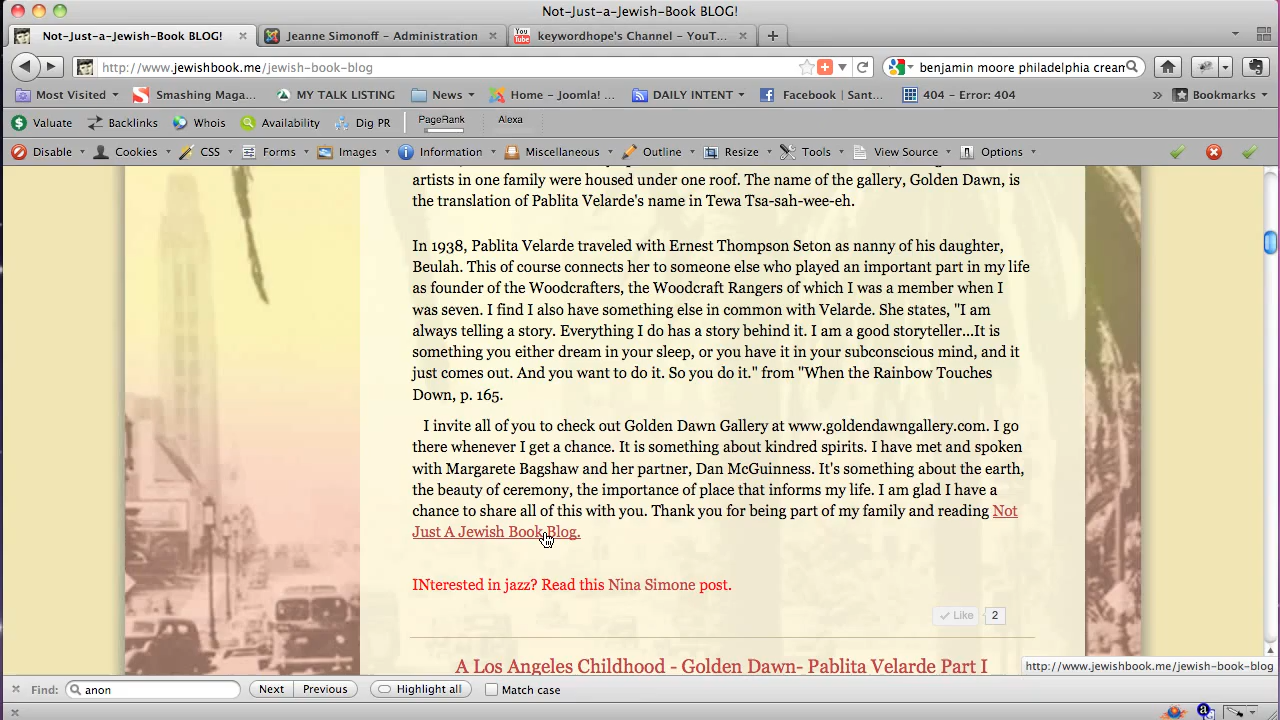 Not-Just-a-Jewish-Book BLOG!
Not-Just-a-Jewish-Book BLOG!
Jeanne Simonoff - Administration
You Tube
keywordhope's Channel - YouT...
http://www.jewishbook.me/jewish-book-blog
benjamin moore philadelphia cream
Most Visited
Smashing Maga...
MY TALK LISTING
News
Home - Joomla! ...
DAILY INTENT
Facebook | Sant...
404 - Error: 404
»
Bookmarks
Valuate
Backlinks
Whois
Availability
Dig PR
PageRank
Alexa
Disable
Cookies
CSS
Forms
Images
Information
Miscellaneous
Outline
Resize
Tools
View Source
Options
artists in one family were housed under one roof. The name of the gallery, Golden Dawn, is
the translation of Pablita Velarde's name in Tewa Tsa-sah-wee-eh.
In 1938, Pablita Velarde traveled with Ernest Thompson Seton as nanny of his daughter,
Beulah. This of course connects her to someone else who played an important part in my life
as founder of the Woodcrafters, the Woodcraft Rangers of which I was a member when I
was seven. I find I also have something else in common with Velarde. She states, "I am
always telling a story. Everything I do has a story behind it. I am a good storyteller...It is
something you either dream in your sleep, or you have it in your subconscious mind, and it
just comes out. And you want to do it. So you do it." from "When the Rainbow Touches
Down, p. 165.
I invite all of you to check out Golden Dawn Gallery at www.goldendawngallery.com. I go
there whenever I get a chance. It is something about kindred spirits. I have met and spoken
with Margarete Bagshaw and her partner, Dan McGuinness. It's something about the earth,
the beauty of ceremony, the importance of place that informs my life. I am glad I have a
chance to share all of this with you. Thank you for being part of my family and reading Not
Just A Jewish Book Blog.
INterested in jazz? Read this Nina Simone post.
Like 2
A Los Angeles Childhood - Golden Dawn- Pablita Velarde Part I
http://www.jewishbook.me/jewish-book-blog
Find: anon
Next
Previous
Highlight all
Match case